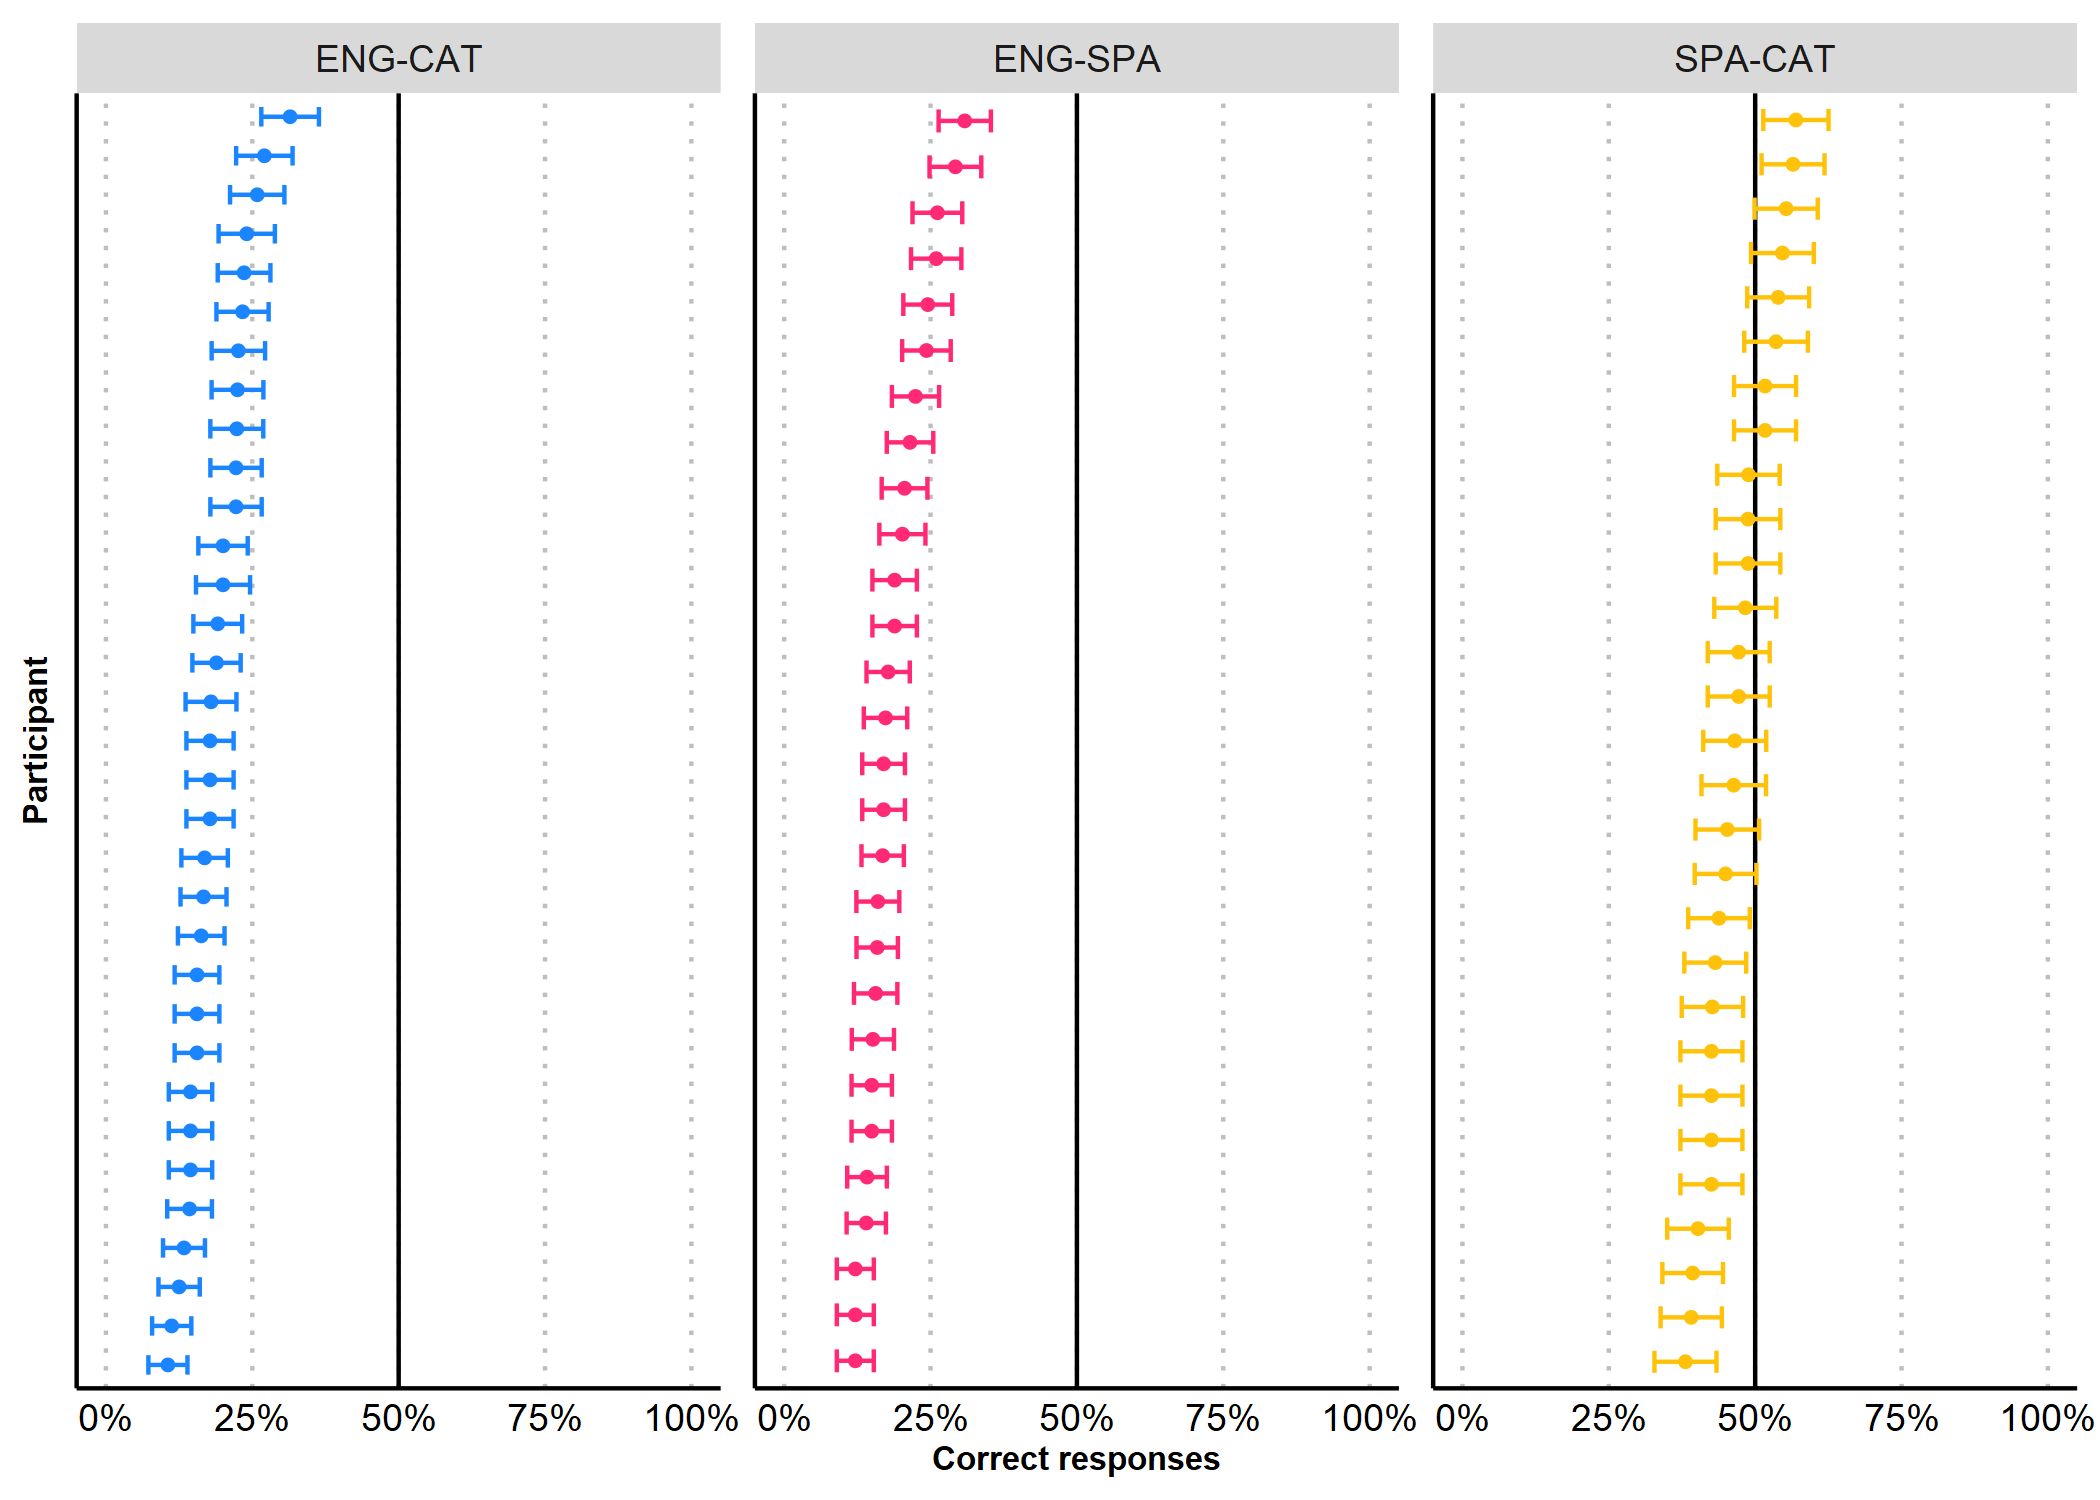 ENG-CAT
ENG-SPA
SPA-CAT
Participant
0% 25% 50% 75% 100%
0% 25% 50% 75% 100%
0% 25% 50% 75% 100%
Correct responses